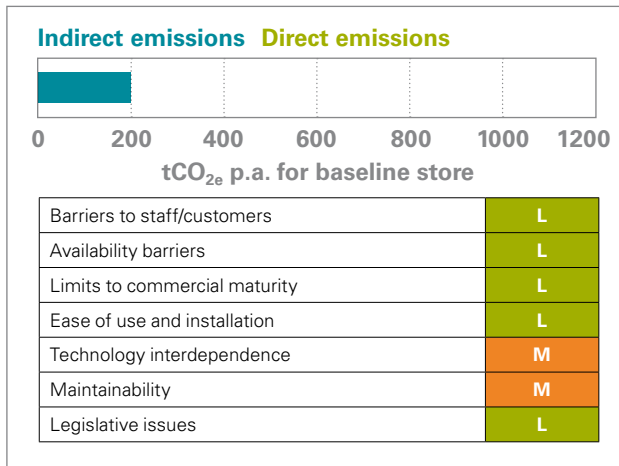 Indirect emissions Direct emissions
0 200 400 600 800 1000 1200
tCO2e p.a. for baseline store
Barriers to staff/customers L
Availability barriers L
Limits to commercial maturity L
Ease of use and installation L
Technology interdependence M
Maintainability M
Legislative issues L